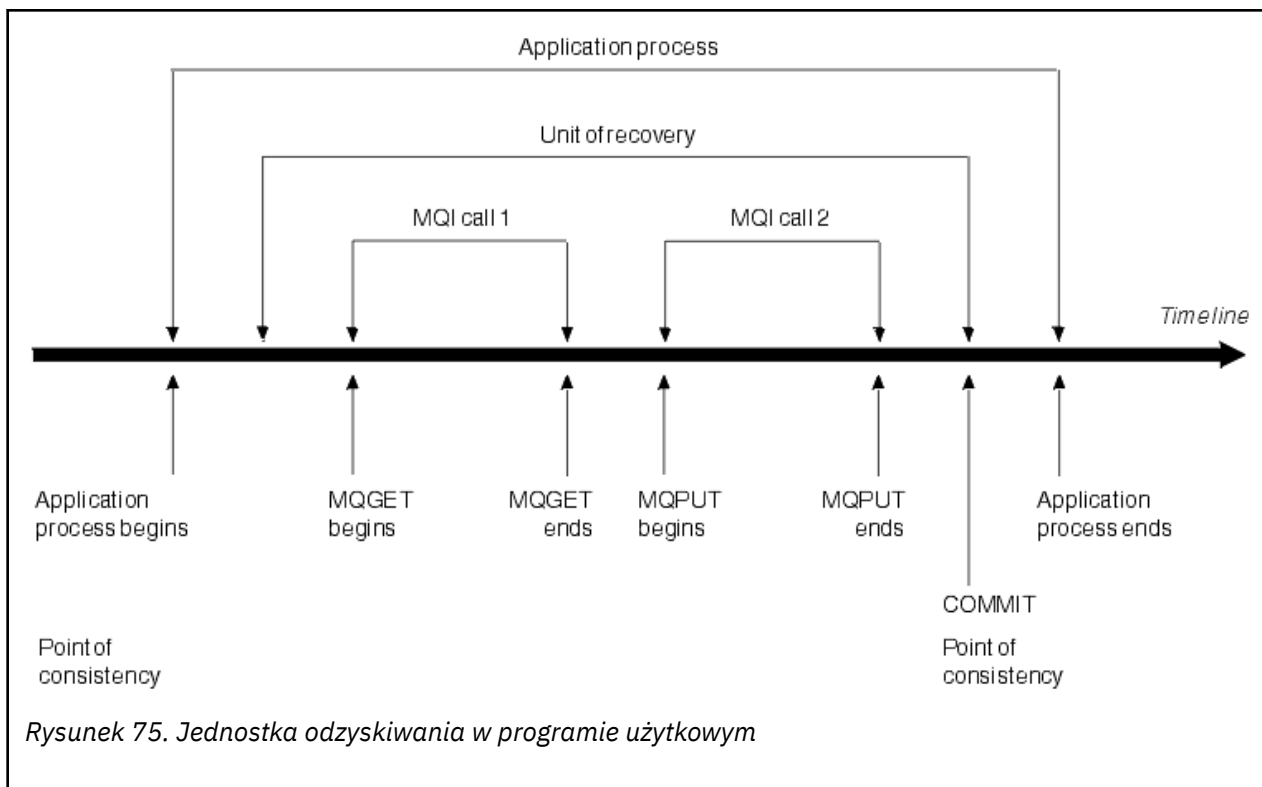 Application process
Unit of recovery
MQI call 1
MQI call 2
Timeline
Application
process begins
MQGET
begins
MQGET
ends
MQPUT
begins
MQPUT
ends
Application
process ends
COMMIT
Point of
consistency
Point of
consistency
Rysunek 75. Jednostka odzyskiwania w programie użytkowym